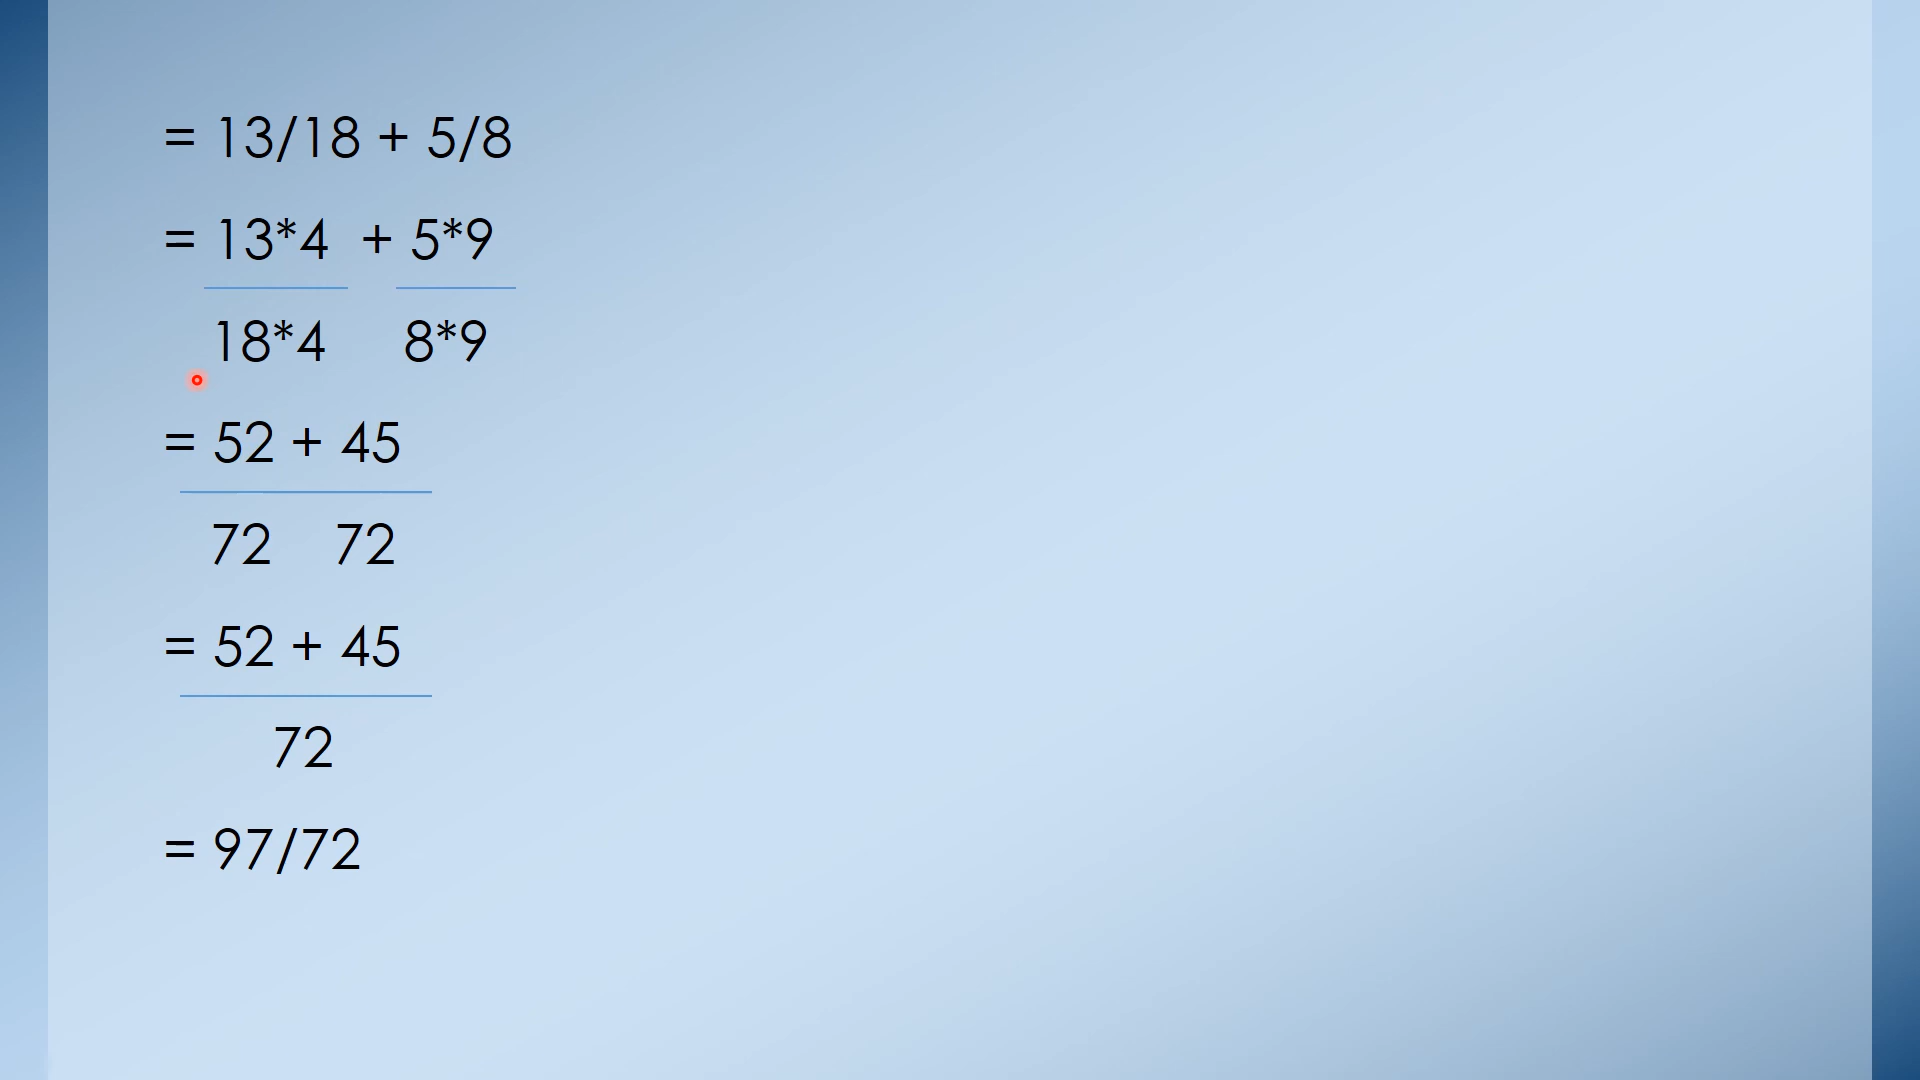 = 13/18 + 5/8
= 13*4 + 5*9
18*4 8*9
= 52 + 45
72 72
= 52 + 45
72
= 97/72